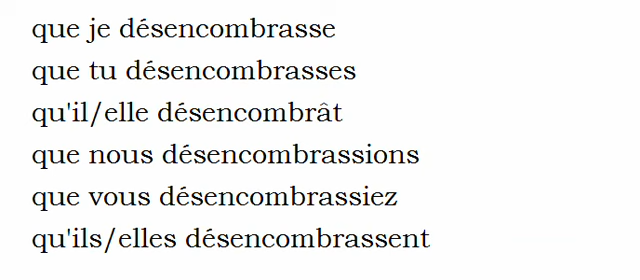 que je désencombrasse
que tu désencombrasses
qu'il/elle désencombrât
que nous désencombrassions
que vous désencombrassiez
qu'ils/elles désencombrassent